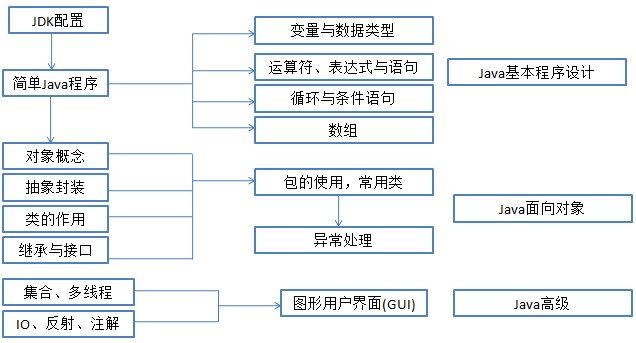 JDK配置
变量与数据类型
运算符、表达式与语句
Java基本程序设计
简单Java程序
循环与条件语句
数组
对象概念
抽象封装
包的使用，常用类
类的作用
Java面向对象
继承与接口
异常处理
集合、多线程
图形用户界面(GUI)
Java高级
IO、反射、注解